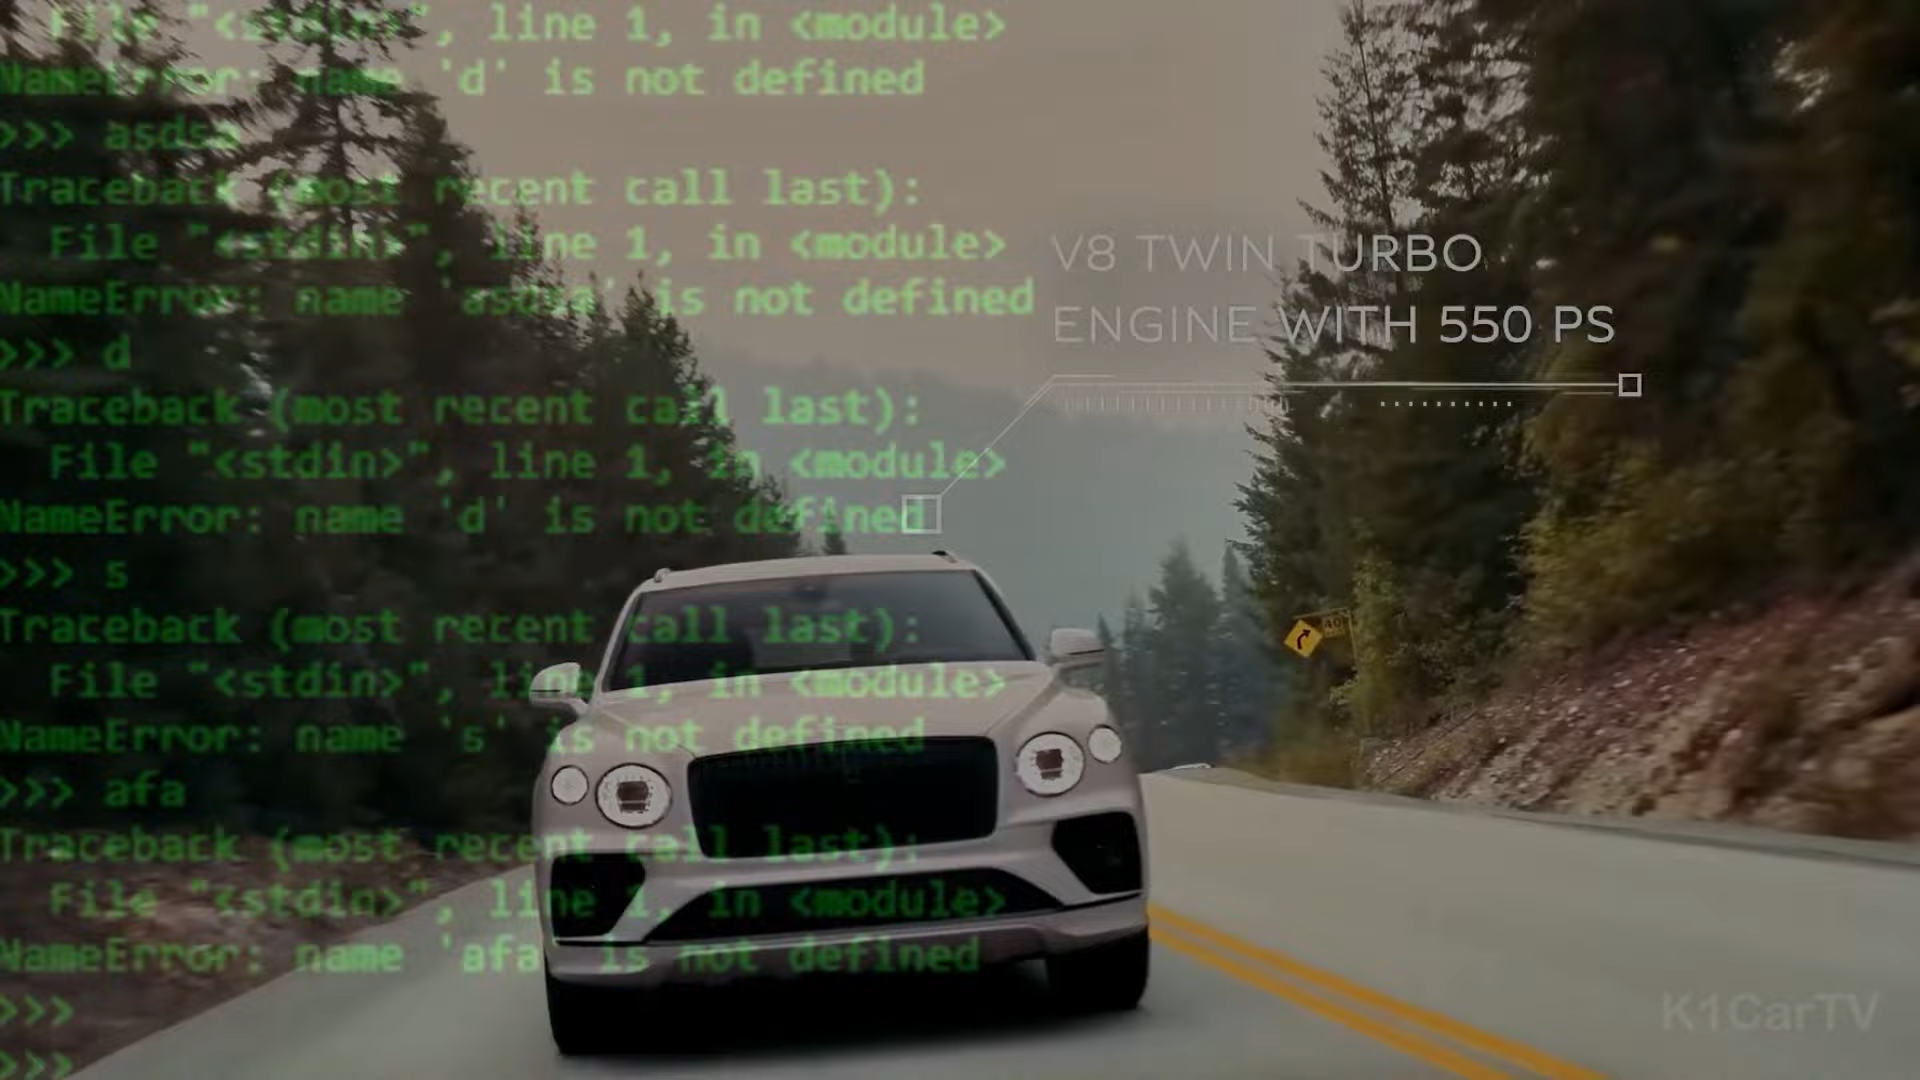 File "<stdin>", line 1, in <module>
NameError: name 'd' is not defined
>>> asdsa
Traceback (most recent call last):
File "<stdin>", line 1, in <module>
NameError: name 'asdsa' is not defined
>>> d
Traceback (most recent call last):
File "<stdin>", line 1, in <module>
NameError: name 'd' is not defined
>>> s
Traceback (most recent call last):
File "<stdin>", line 1, in <module>
NameError: name 's' is not defined
>>> afa
Traceback (most recent call last):
File "<stdin>", line 1, in <module>
NameError: name 'afa' is not defined
>>>
>>>
V8 TWIN TURBO
ENGINE WITH 550 PS
40
K1CarTV